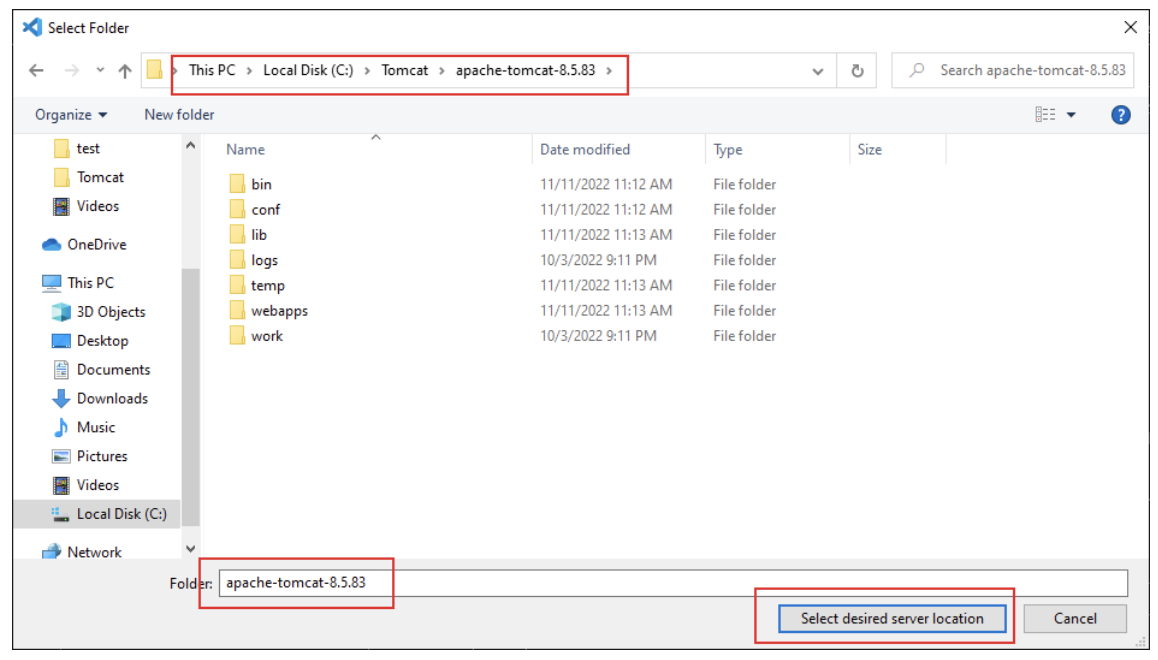 Select Folder
This PC > Local Disk (C:) > Tomcat > apache-tomcat-8.5.83 >
Search apache-tomcat-8.5.83
Organize
New folder
?
test
Tomcat
Videos
OneDrive
This PC
3D Objects
Desktop
Documents
Downloads
Music
Pictures
Videos
Local Disk (C:)
Network
Name Date modified Type Size
bin 11/11/2022 11:12 AM File folder
conf 11/11/2022 11:12 AM File folder
lib 11/11/2022 11:13 AM File folder
logs 10/3/2022 9:11 PM File folder
temp 11/11/2022 11:13 AM File folder
webapps 11/11/2022 11:13 AM File folder
work 10/3/2022 9:11 PM File folder
Folder: apache-tomcat-8.5.83
Select desired server location
Cancel